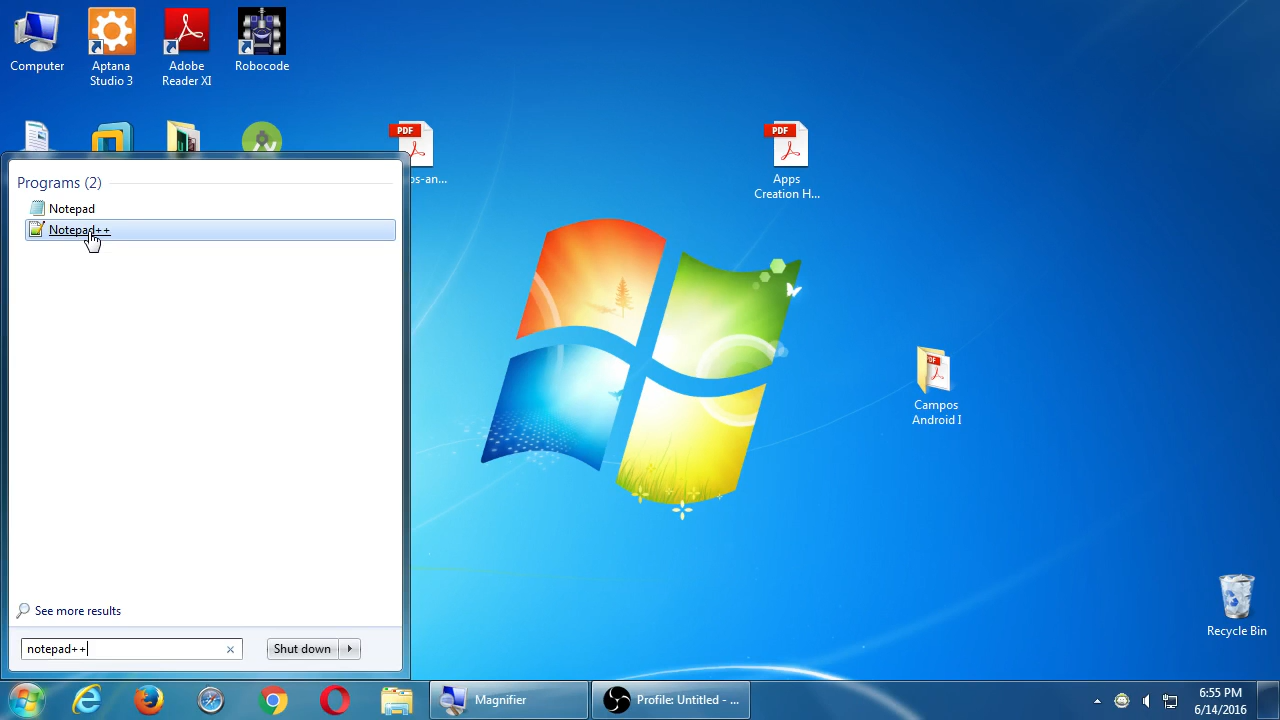 Computer
Aptana
Studio 3
Adobe
Reader XI
Robocode
PDF
s-an...
PDF
Apps
Creation H...
Programs (2)
Notepad
Notepad++
PDF
Campos
Android I
See more results
notepad++
Shut down
Recycle Bin
Magnifier
Profile: Untitled - ...
6:55 PM
6/14/2016